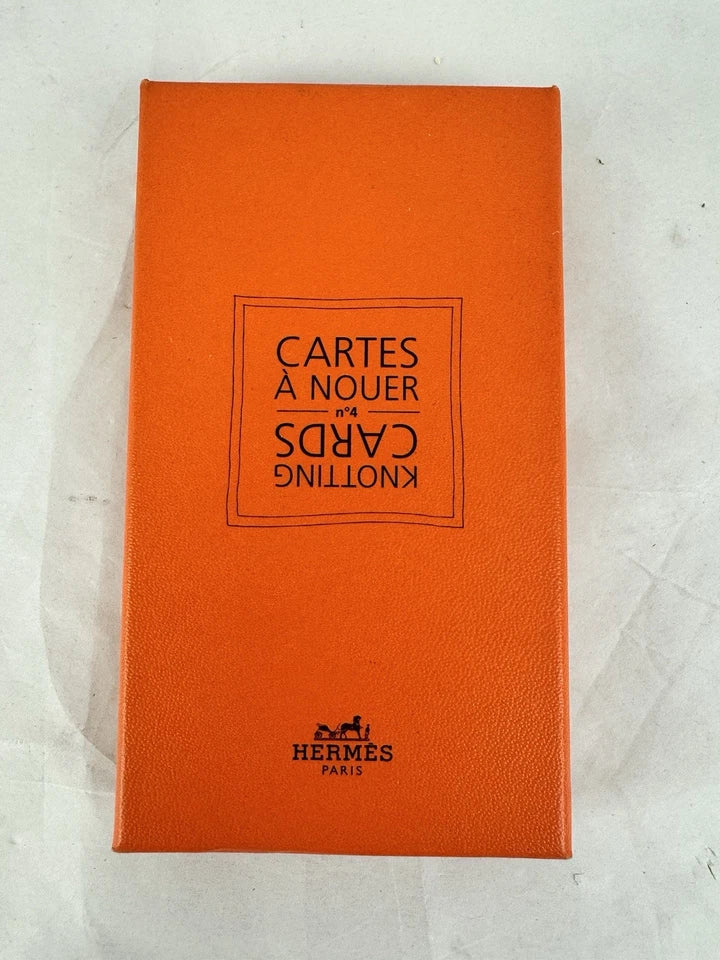 CARTES
À NOUER
n°4
KNOTTING
CARDS
HERMÈS
PARIS